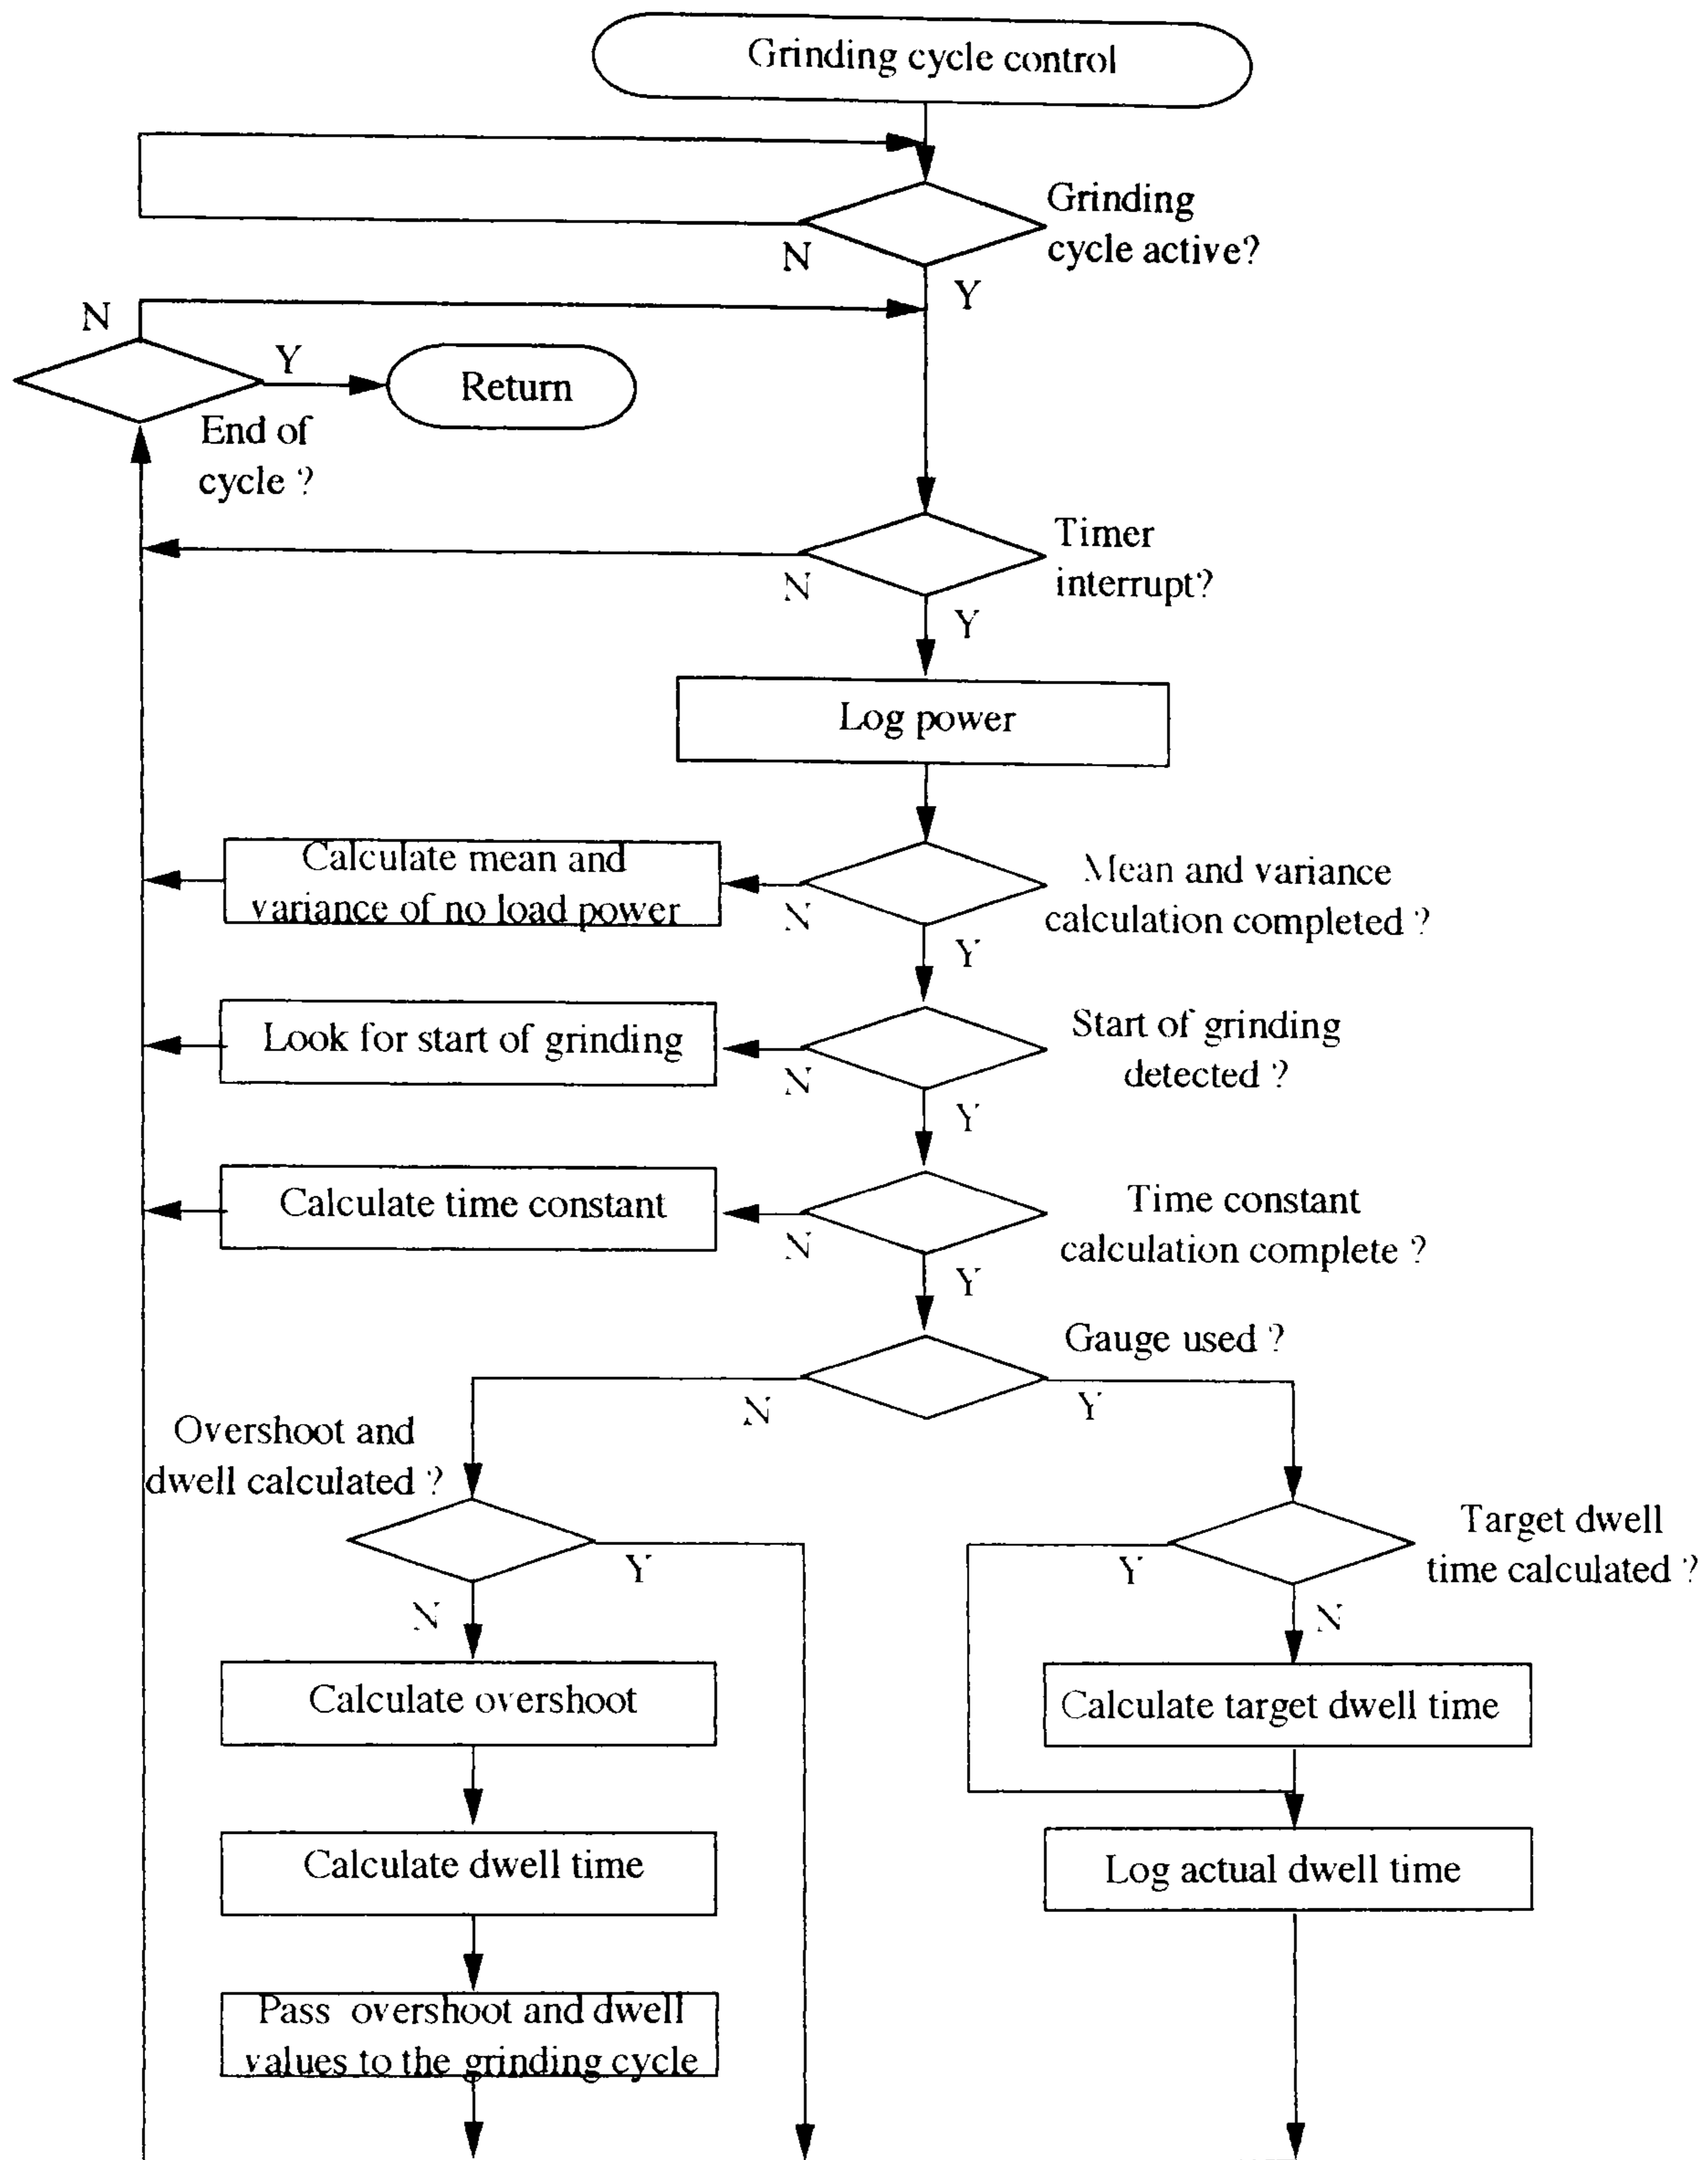 Grinding cycle control
Grinding
cycle active?
N
Y
N
Y
Return
End of
cycle ?
Timer
interrupt?
N
Y
Log power
Calculate mean and
variance of no load power
N
Mean and variance
calculation completed ?
Y
Look for start of grinding
N
Start of grinding
detected ?
Y
Calculate time constant
N
Time constant
calculation complete ?
Y
Gauge used ?
N
Y
Overshoot and
dwell calculated ?
Y
N
Target dwell
time calculated ?
Y
N
Calculate overshoot
Calculate target dwell time
Calculate dwell time
Log actual dwell time
Pass overshoot and dwell
values to the grinding cycle